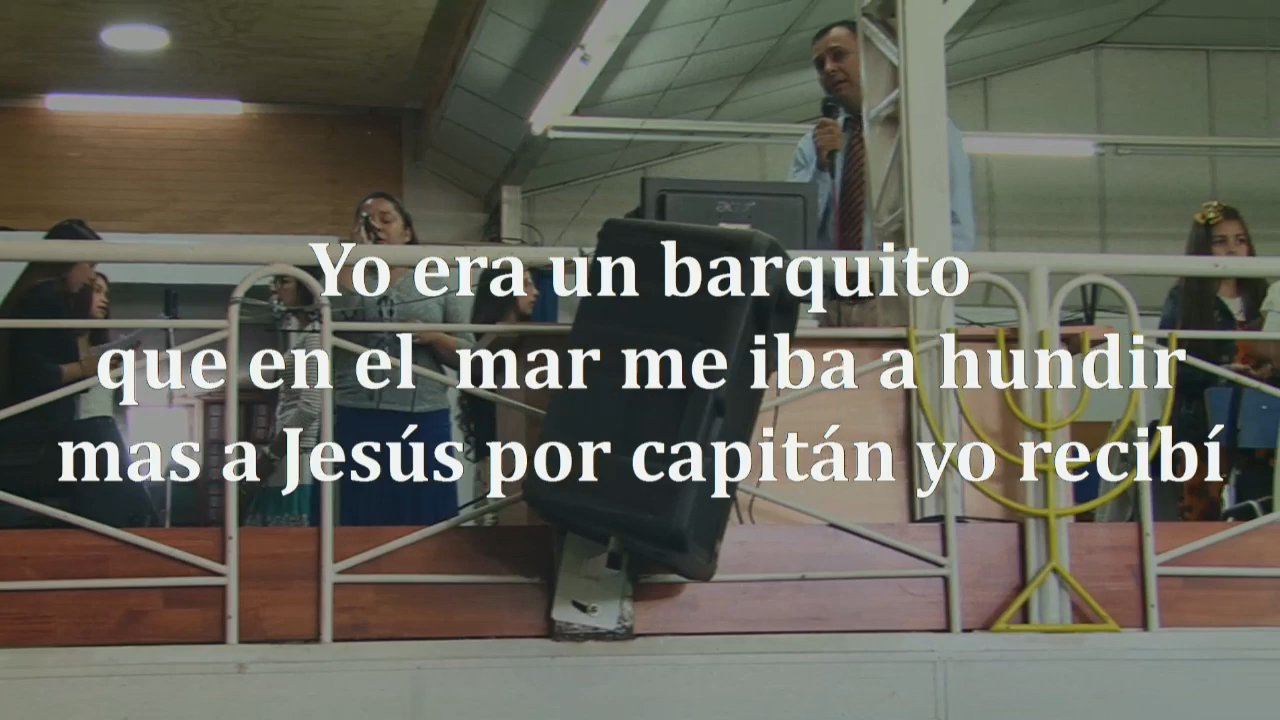 acer
Yo era un barquito
que en el mar me iba a hundir
mas a Jesús por capitán yo recibí